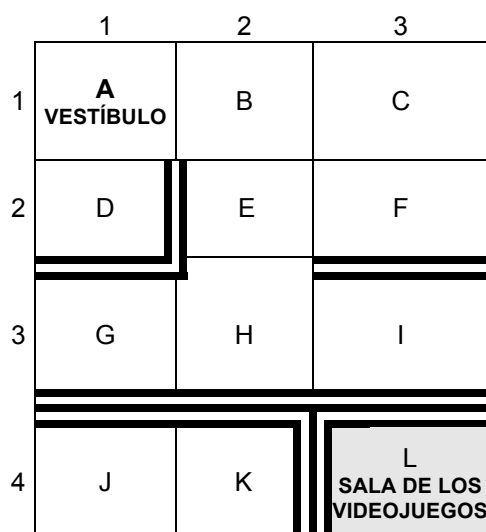 1 2 3
1 A B C
VESTÍBULO
2 D E F
3 G H I
4 J K L
SALA DE LOS
VIDEOJUEGOS